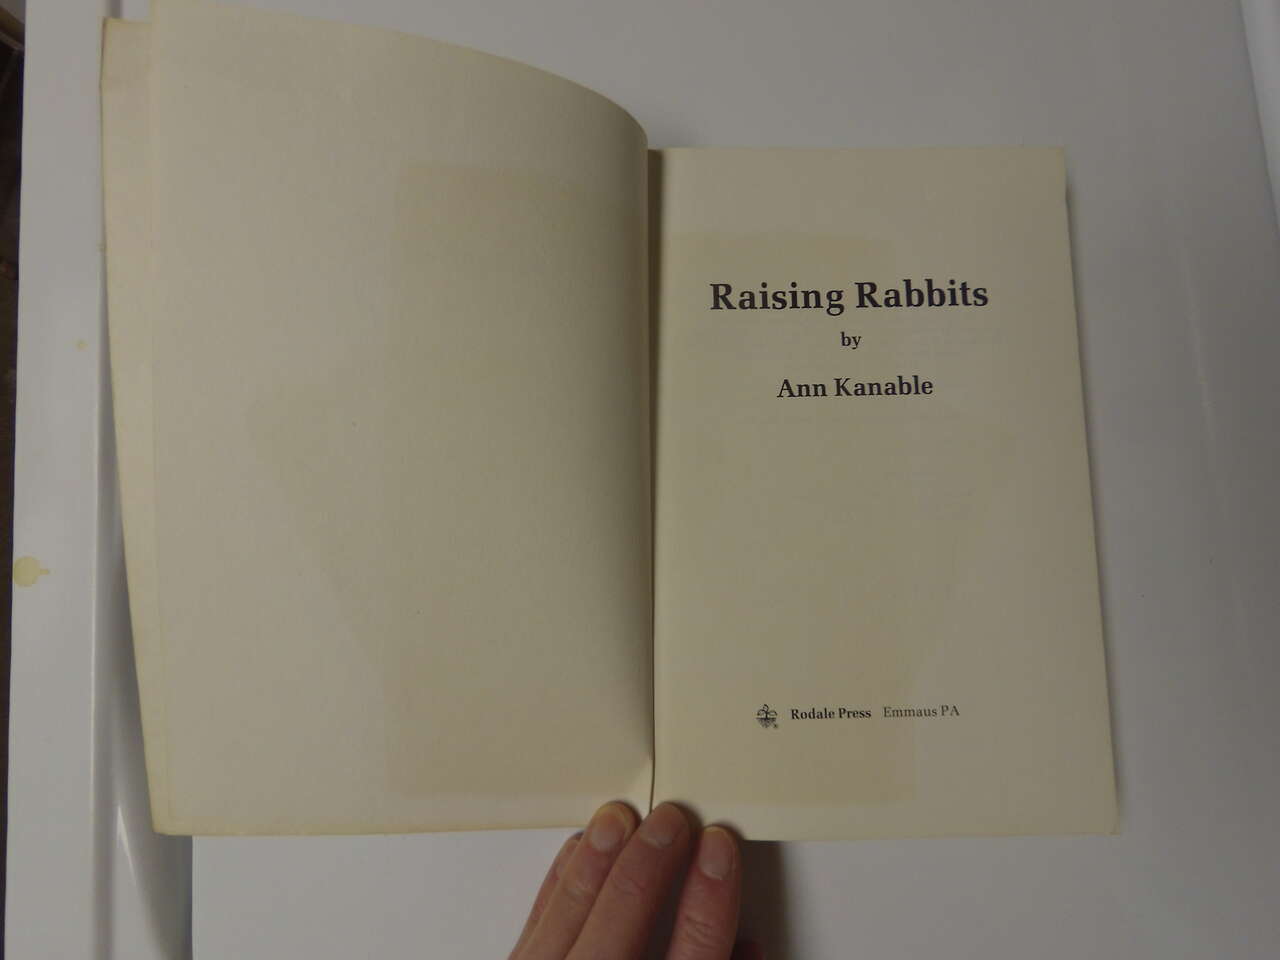 Raising Rabbits
by
Ann Kanable
Rodale Press Emmaus PA